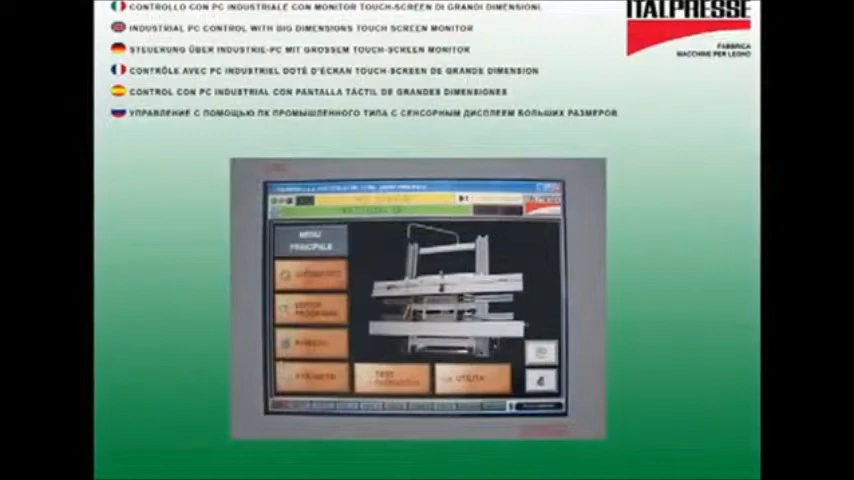 CONTROLLO CON PC INDUSTRIALE CON MONITOR TOUCH-SCREEN DI GRANDI DIMENSIONI
INDUSTRIAL PC CONTROL WITH BIG DIMENSIONS TOUCH SCREEN MONITOR
STEUERUNG ÜBER INDUSTRIE-PC MIT GROSSEM TOUCH-SCREEN MONITOR
CONTRÔLE AVEC PC INDUSTRIEL DOTÉ D'ÉCRAN TOUCH-SCREEN DE GRANDE DIMENSION
CONTROL CON PC INDUSTRIAL CON PANTALLA TÁCTIL DE GRANDES DIMENSIONES
УПРАВЛЕНИЕ С ПОМОЩЬЮ ПК ПРОМЫШЛЕННОГО ТИПА С СЕНСОРНЫМ ДИСПЛЕЕМ БОЛЬШИХ РАЗМЕРОВ
ITALPRESSE
FABBRICA
MACCHINE PER LEGNO
MENU
PRINCIPALE
TEST
UTILITA'